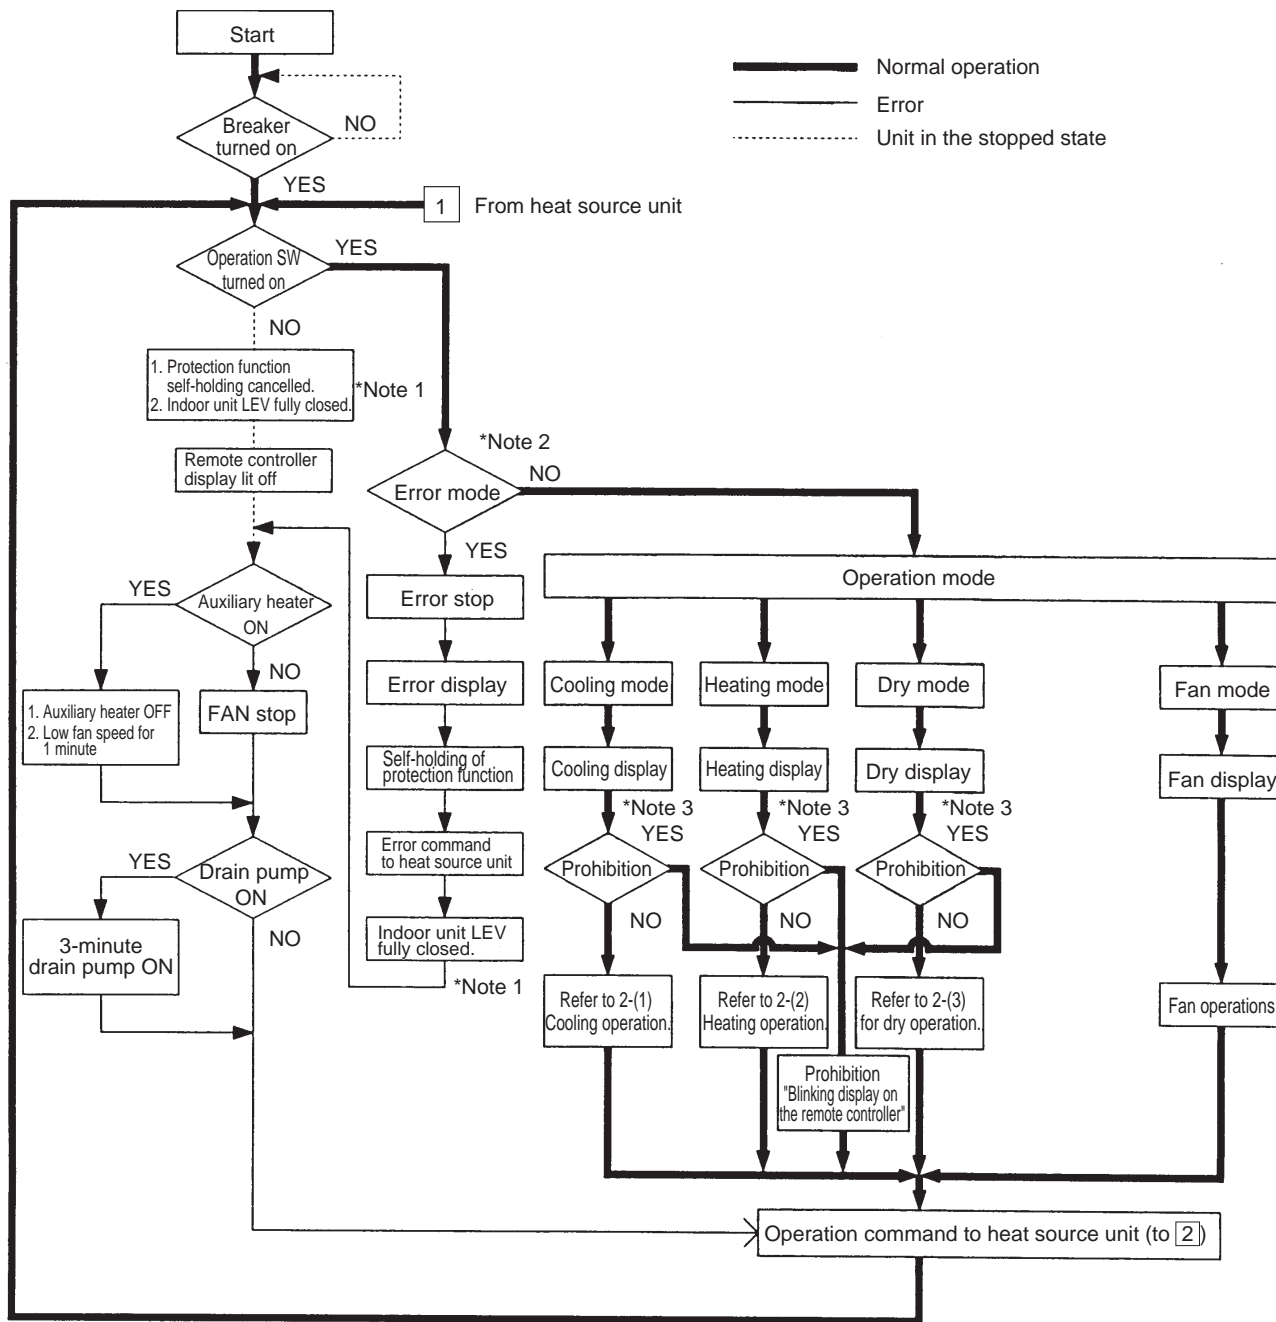 Start
Normal operation
Error
Unit in the stopped state
Breaker
turned on
NO
YES
1 From heat source unit
Operation SW
turned on
YES
NO
1. Protection function
self-holding cancelled.
2. Indoor unit LEV fully closed.
*Note 1
Remote controller
display lit off
*Note 2
Error mode
NO
YES
Operation mode
Auxiliary heater
ON
YES
NO
1. Auxiliary heater OFF
2. Low fan speed for
1 minute
FAN stop
Drain pump
ON
YES
NO
3-minute
drain pump ON
Error stop
Error display
Self-holding of
protection function
Error command
to heat source unit
Indoor unit LEV
fully closed.
*Note 1
Cooling mode
Heating mode
Dry mode
Fan mode
Cooling display
Heating display
Dry display
Fan display
*Note 3
YES
*Note 3
YES
*Note 3
YES
Prohibition
Prohibition
Prohibition
NO
NO
NO
Refer to 2-(1)
Cooling operation.
Refer to 2-(2)
Heating operation.
Refer to 2-(3)
for dry operation.
Fan operations
Prohibition
"Blinking display on
the remote controller"
Operation command to heat source unit (to 2)